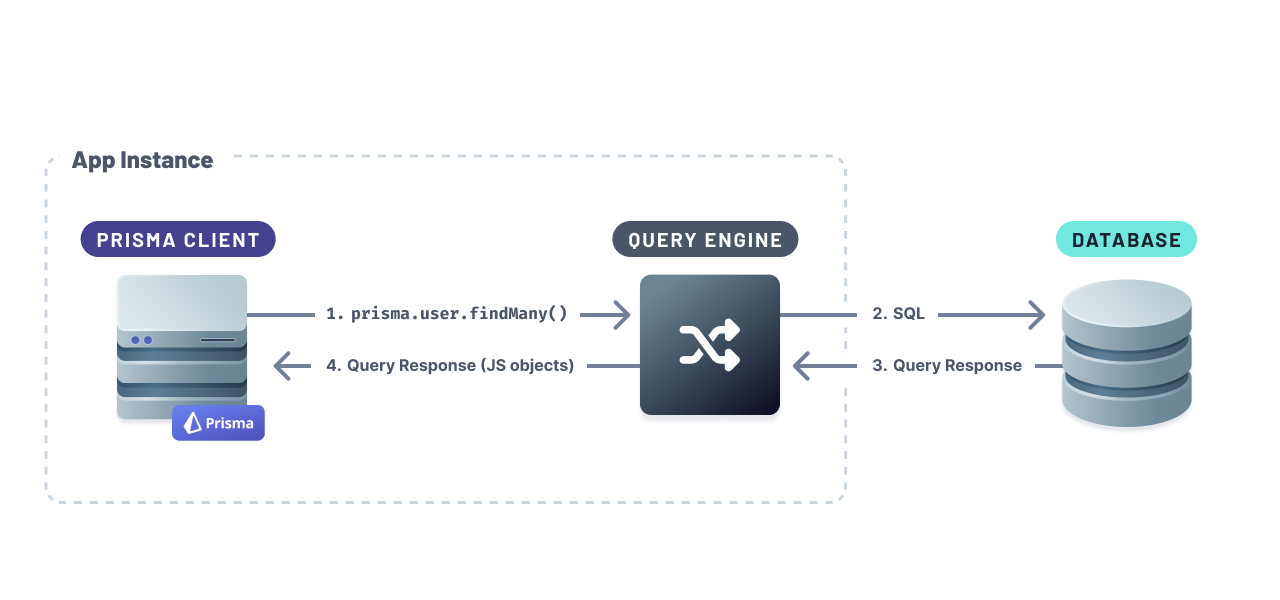 App Instance
PRISMA CLIENT
QUERY ENGINE
DATABASE
1. prisma.user.findMany()
2. SQL
4. Query Response (JS objects)
3. Query Response
Prisma